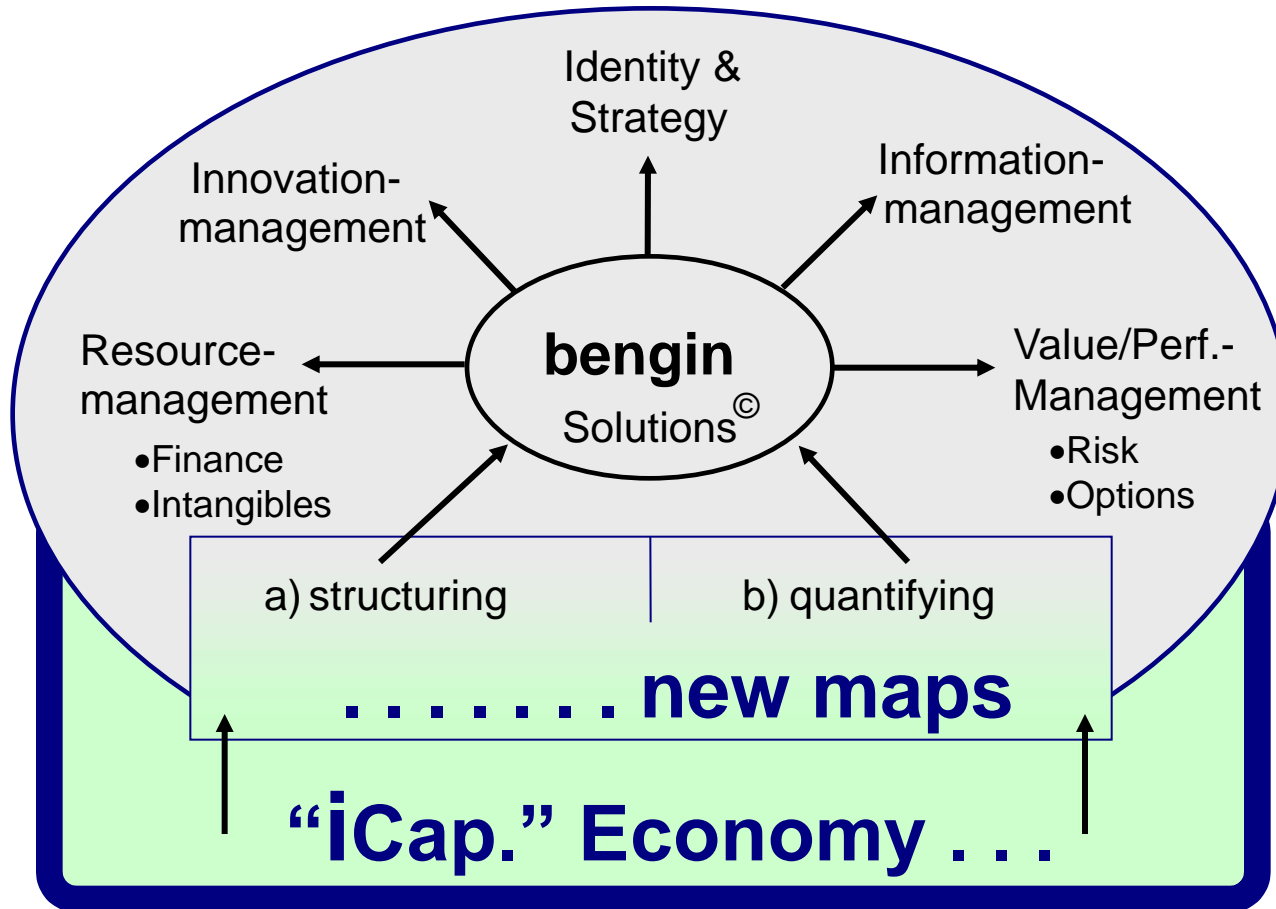 Identity &
Strategy
Innovation-
management
Information-
management
Resource-
management
•Finance
•Intangibles
bengin
Solutions©
Value/Perf.-
Management
•Risk
•Options
a) structuring
b) quantifying
. . . . . . . new maps
“iCap.” Economy . . .